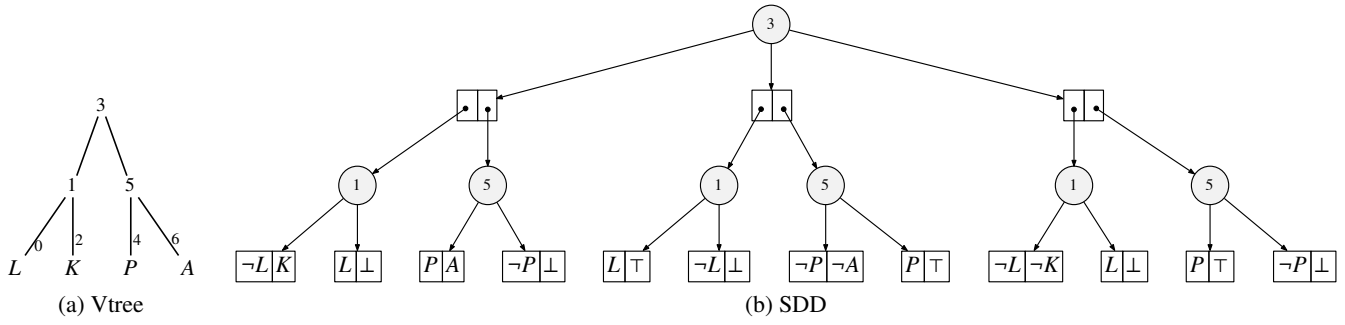 3
3
1 5
1 5 1 5 1 5
0 2 4 6
¬L K L ⊥ P A ¬P ⊥ L ⊤ ¬L ⊥ ¬P ¬A P ⊤ ¬L ¬K L ⊥ P ⊤ ¬P ⊥
L K P A
(a) Vtree (b) SDD